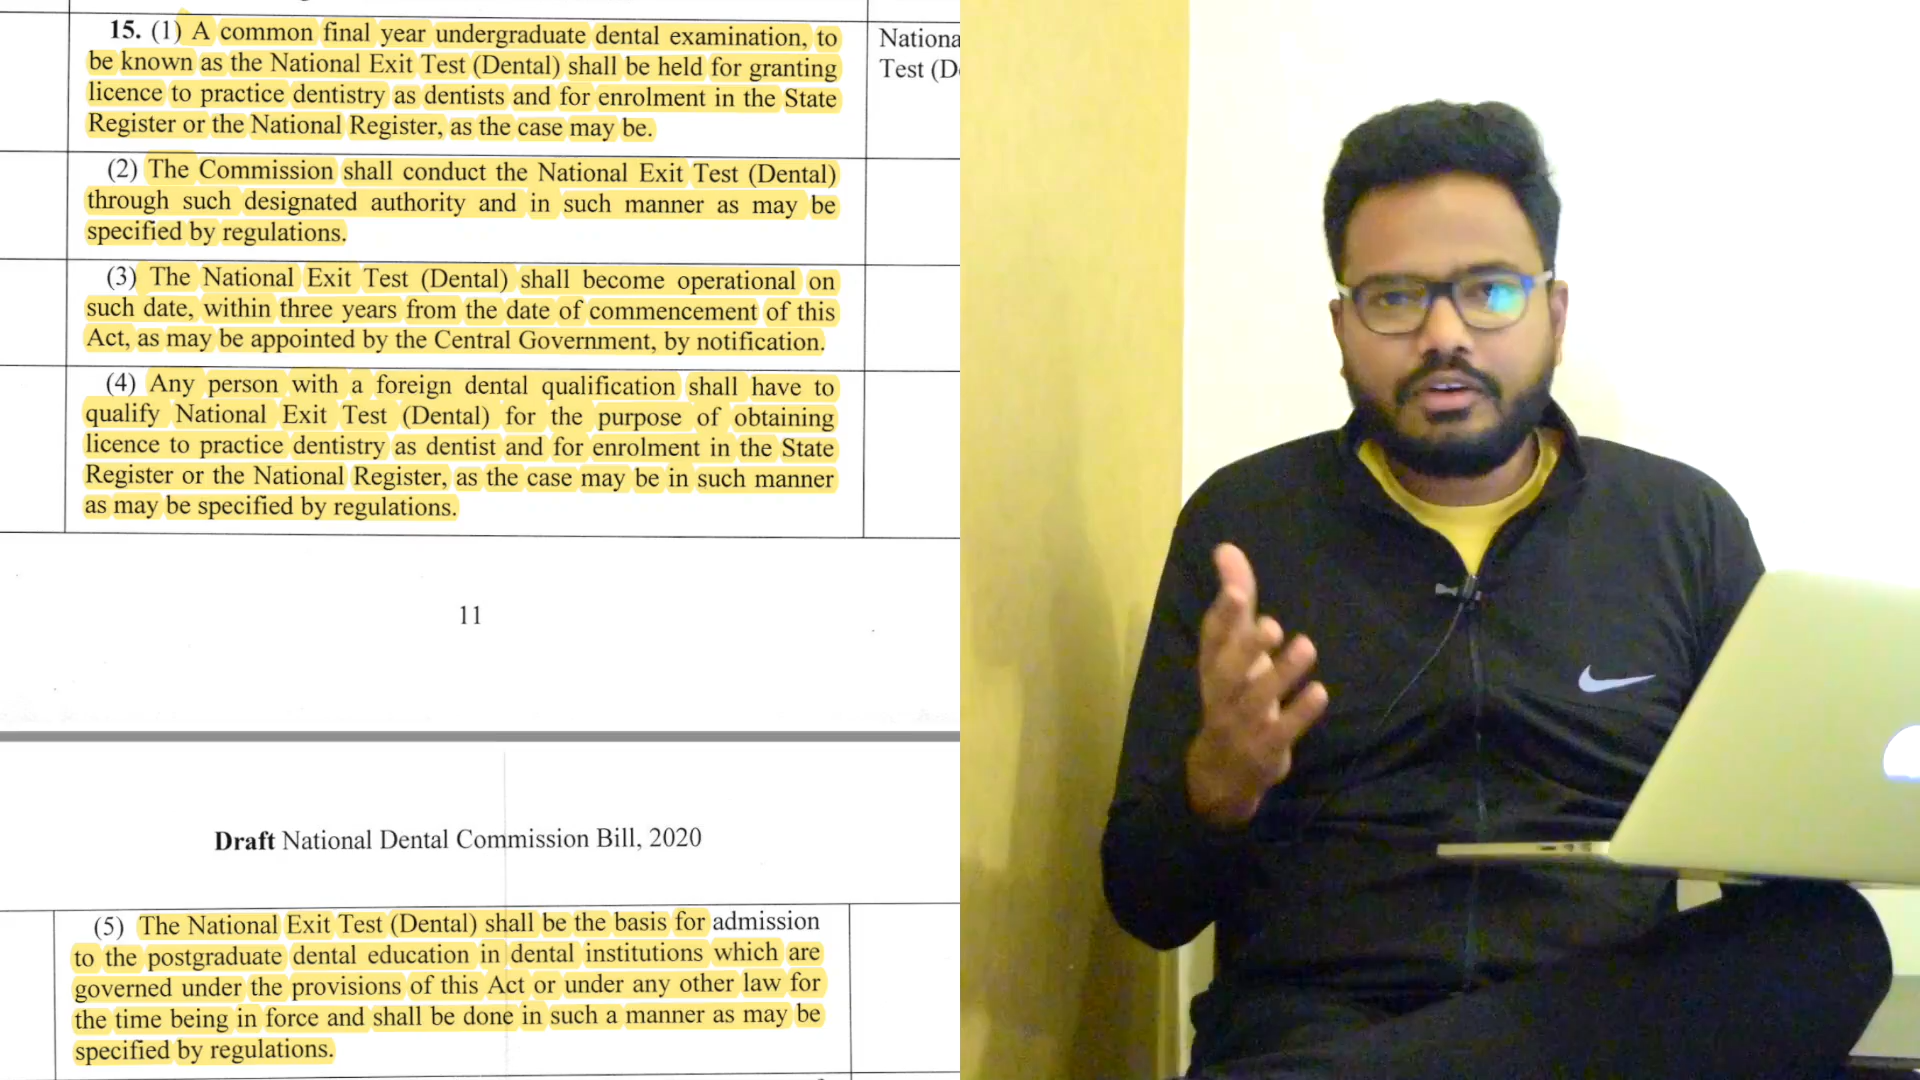 15. (1) A common final year undergraduate dental examination, to
be known as the National Exit Test (Dental) shall be held for granting
licence to practice dentistry as dentists and for enrolment in the State
Register or the National Register, as the case may be.
Nationa
Test (D
(2) The Commission shall conduct the National Exit Test (Dental)
through such designated authority and in such manner as may be
specified by regulations.
(3) The National Exit Test (Dental) shall become operational on
such date, within three years from the date of commencement of this
Act, as may be appointed by the Central Government, by notification.
(4) Any person with a foreign dental qualification shall have to
qualify National Exit Test (Dental) for the purpose of obtaining
licence to practice dentistry as dentist and for enrolment in the State
Register or the National Register, as the case may be in such manner
as may be specified by regulations.
11
Draft National Dental Commission Bill, 2020
(5) The National Exit Test (Dental) shall be the basis for admission
to the postgraduate dental education in dental institutions which are
governed under the provisions of this Act or under any other law for
the time being in force and shall be done in such a manner as may be
specified by regulations.